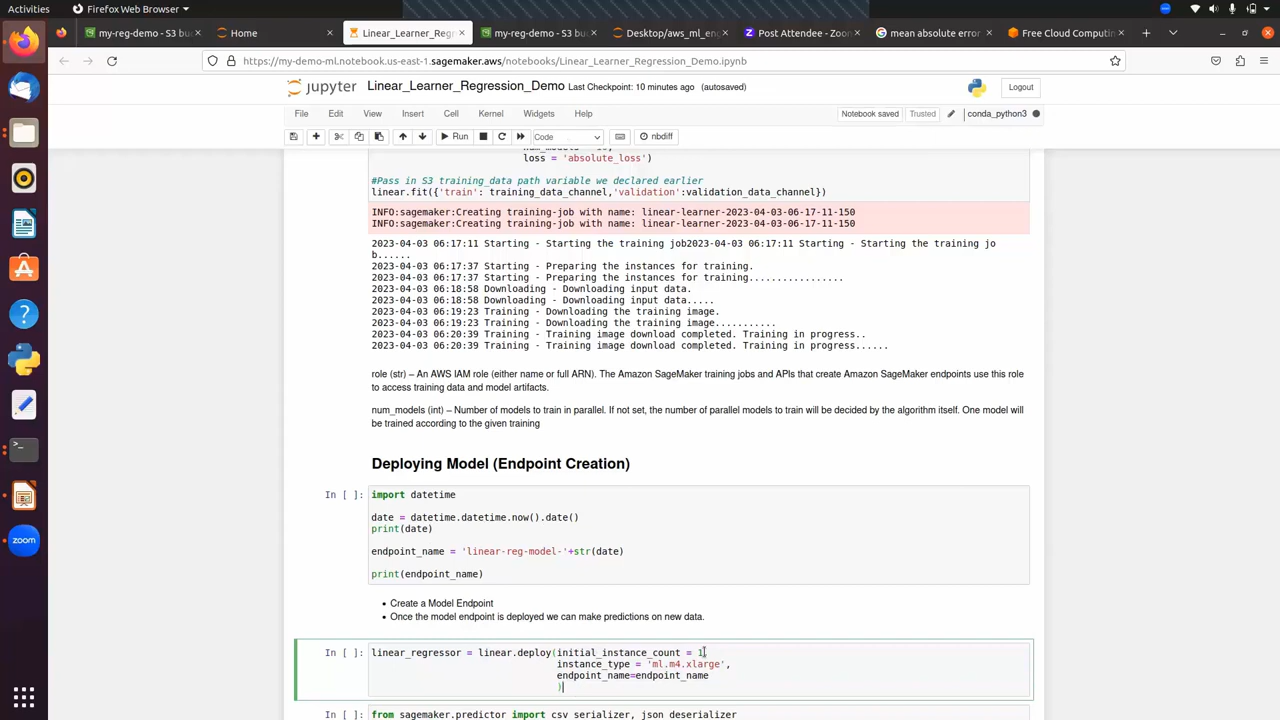 Activities
Firefox Web Browser
my-reg-demo - S3 bu
Home
Linear_Learner_Reg
my-reg-demo - S3 bu
Desktop/aws_ml_eng
Post Attendee - Zoom
mean absolute error
Free Cloud Computin
https://my-demo-ml.notebook.us-east-1.sagemaker.aws/notebooks/Linear_Learner_Regression_Demo.ipynb
jupyter Linear_Learner_Regression_Demo Last Checkpoint: 10 minutes ago (autosaved)
Logout
File Edit View Insert Cell Kernel Widgets Help
Notebook saved Trusted conda_python3
Run Code nbdiff
loss = 'absolute_loss')
#Pass in S3 training_data path variable we declared earlier
linear.fit({'train': training_data_channel,'validation':validation_data_channel})
INFO:sagemaker:Creating training-job with name: linear-learner-2023-04-03-06-17-11-150
INFO:sagemaker:Creating training-job with name: linear-learner-2023-04-03-06-17-11-150
2023-04-03 06:17:11 Starting - Starting the training job2023-04-03 06:17:11 Starting - Starting the training jo
b......
2023-04-03 06:17:37 Starting - Preparing the instances for training.
2023-04-03 06:17:37 Starting - Preparing the instances for training................
2023-04-03 06:18:58 Downloading - Downloading input data.
2023-04-03 06:18:58 Downloading - Downloading input data.....
2023-04-03 06:19:23 Training - Downloading the training image.
2023-04-03 06:19:23 Training - Downloading the training image...........
2023-04-03 06:20:39 Training - Training image download completed. Training in progress..
2023-04-03 06:20:39 Training - Training image download completed. Training in progress......
role (str) – An AWS IAM role (either name or full ARN). The Amazon SageMaker training jobs and APIs that create Amazon SageMaker endpoints use this role
to access training data and model artifacts.
num_models (int) – Number of models to train in parallel. If not set, the number of parallel models to train will be decided by the algorithm itself. One model will
be trained according to the given training
Deploying Model (Endpoint Creation)
In [ ]: import datetime
date = datetime.datetime.now().date()
print(date)
endpoint_name = 'linear-reg-model-'+str(date)
print(endpoint_name)
• Create a Model Endpoint
• Once the model endpoint is deployed we can make predictions on new data.
In [ ]: linear_regressor = linear.deploy(initial_instance_count = 1,
instance_type = 'ml.m4.xlarge',
endpoint_name=endpoint_name
)
In [ ]: from sagemaker.predictor import csv_serializer, json_deserializer
zoom